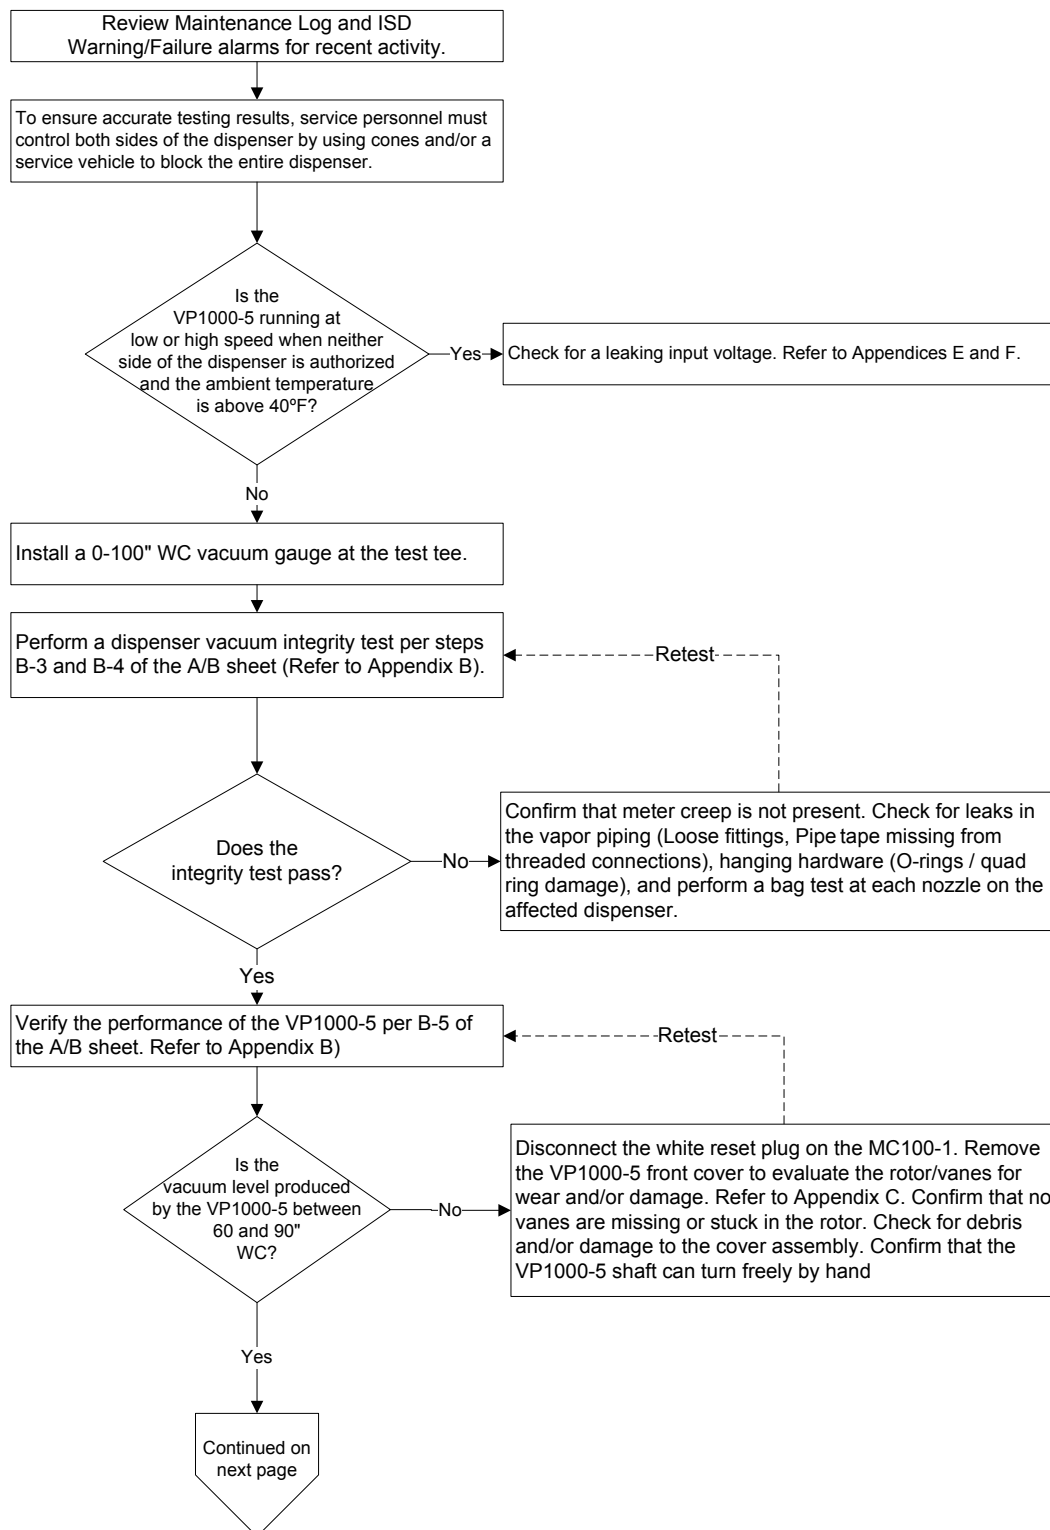 Review Maintenance Log and ISD
Warning/Failure alarms for recent activity.
To ensure accurate testing results, service personnel must
control both sides of the dispenser by using cones and/or a
service vehicle to block the entire dispenser.
Is the
VP1000-5 running at
low or high speed when neither
side of the dispenser is authorized
and the ambient temperature
is above 40ºF?
Yes
Check for a leaking input voltage. Refer to Appendices E and F.
No
Install a 0-100" WC vacuum gauge at the test tee.
Perform a dispenser vacuum integrity test per steps
B-3 and B-4 of the A/B sheet (Refer to Appendix B).
Retest
Does the
integrity test pass?
No
Confirm that meter creep is not present. Check for leaks in
the vapor piping (Loose fittings, Pipe tape missing from
threaded connections), hanging hardware (O-rings / quad
ring damage), and perform a bag test at each nozzle on the
affected dispenser.
Yes
Verify the performance of the VP1000-5 per B-5 of
the A/B sheet. Refer to Appendix B)
Retest
Is the
vacuum level produced
by the VP1000-5 between
60 and 90"
WC?
No
Disconnect the white reset plug on the MC100-1. Remove
the VP1000-5 front cover to evaluate the rotor/vanes for
wear and/or damage. Refer to Appendix C. Confirm that no
vanes are missing or stuck in the rotor. Check for debris
and/or damage to the cover assembly. Confirm that the
VP1000-5 shaft can turn freely by hand
Yes
Continued on
next page